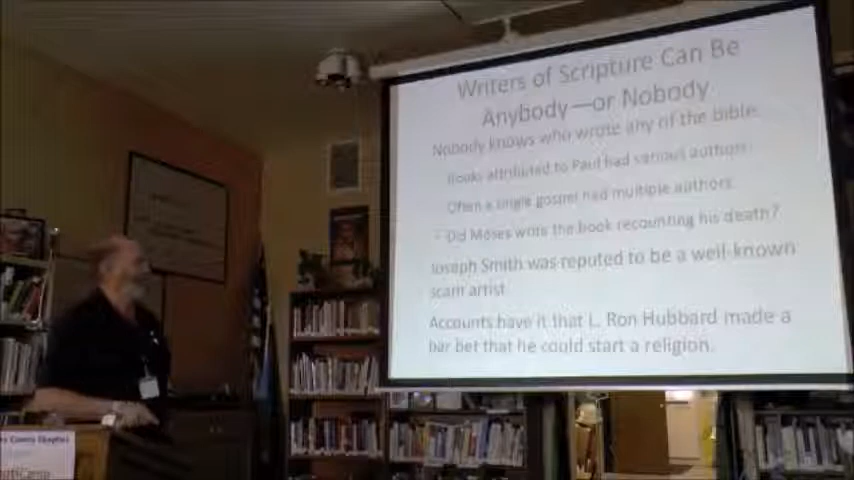 Writers of Scripture Can Be
Anybody—or Nobody
Nobody knows who wrote any of the bible.
Books attributed to Paul had various authors.
Often a single gospel had multiple authors.
Did Moses write the book recounting his death?
Joseph Smith was reputed to be a well-known
scam artist
Accounts have it that L. Ron Hubbard made a
bar bet that he could start a religion.